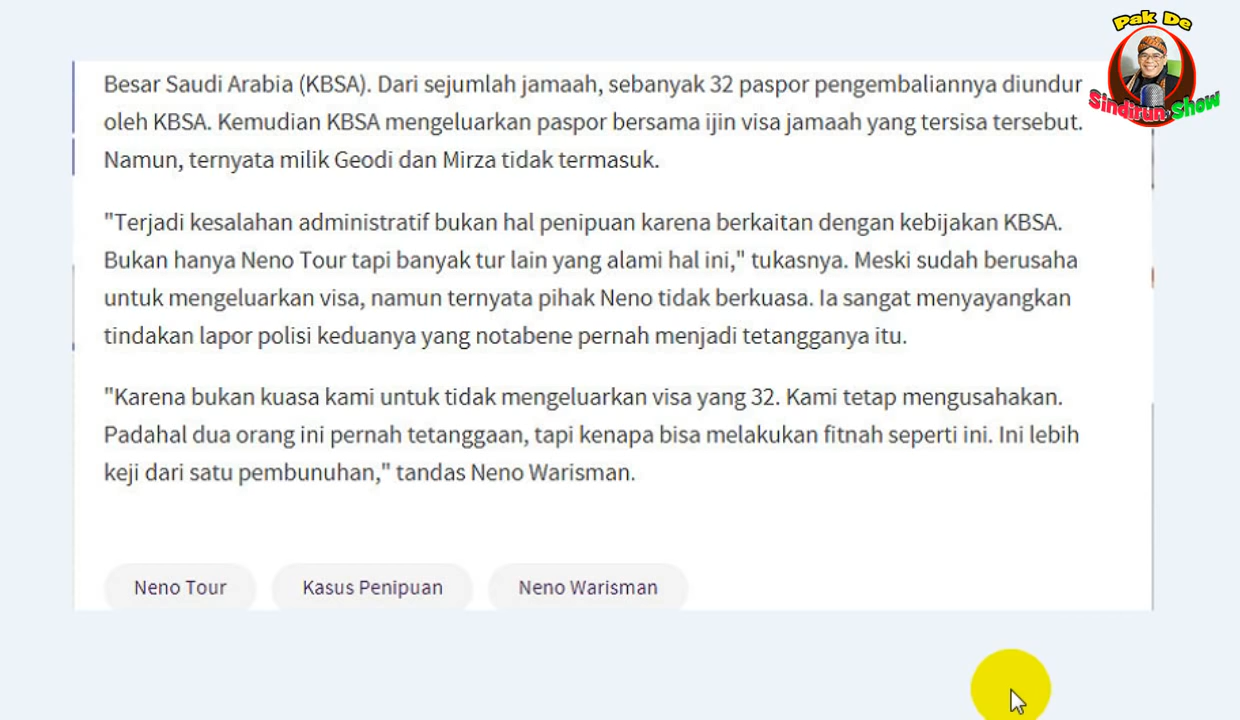 Pak De
Sindirun Show
Besar Saudi Arabia (KBSA). Dari sejumlah jamaah, sebanyak 32 paspor pengembaliannya diundur
oleh KBSA. Kemudian KBSA mengeluarkan paspor bersama ijin visa jamaah yang tersisa tersebut.
Namun, ternyata milik Geodi dan Mirza tidak termasuk.
"Terjadi kesalahan administratif bukan hal penipuan karena berkaitan dengan kebijakan KBSA.
Bukan hanya Neno Tour tapi banyak tur lain yang alami hal ini," tukasnya. Meski sudah berusaha
untuk mengeluarkan visa, namun ternyata pihak Neno tidak berkuasa. Ia sangat menyayangkan
tindakan lapor polisi keduanya yang notabene pernah menjadi tetangganya itu.
"Karena bukan kuasa kami untuk tidak mengeluarkan visa yang 32. Kami tetap mengusahakan.
Padahal dua orang ini pernah tetanggaan, tapi kenapa bisa melakukan fitnah seperti ini. Ini lebih
keji dari satu pembunuhan," tandas Neno Warisman.
Neno Tour
Kasus Penipuan
Neno Warisman